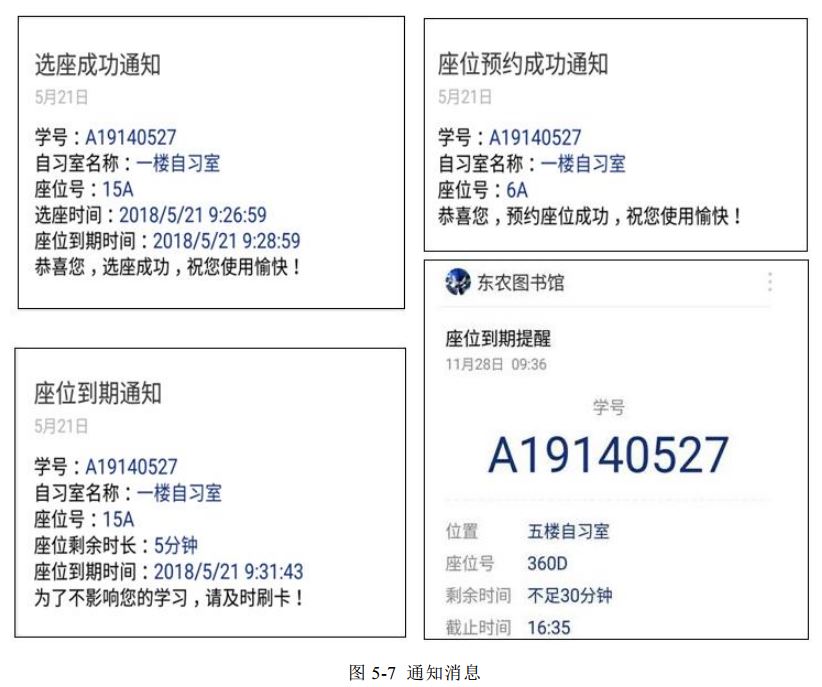 选座成功通知
5月21日
学号：A19140527
自习室名称：一楼自习室
座位号：15A
选座时间：2018/5/21 9:26:59
座位到期时间：2018/5/21 9:28:59
恭喜您，选座成功，祝您使用愉快！
座位预约成功通知
5月21日
学号：A19140527
自习室名称：一楼自习室
座位号：6A
恭喜您，预约座位成功，祝您使用愉快！
座位到期通知
5月21日
学号：A19140527
自习室名称：一楼自习室
座位号：15A
座位剩余时长：5分钟
座位到期时间：2018/5/21 9:31:43
为了不影响您的学习，请及时刷卡！
东农图书馆
座位到期提醒
11月28日 09:36
学号
A19140527
位置 五楼自习室
座位号 360D
剩余时间 不足30分钟
截止时间 16:35
图 5-7 通知消息